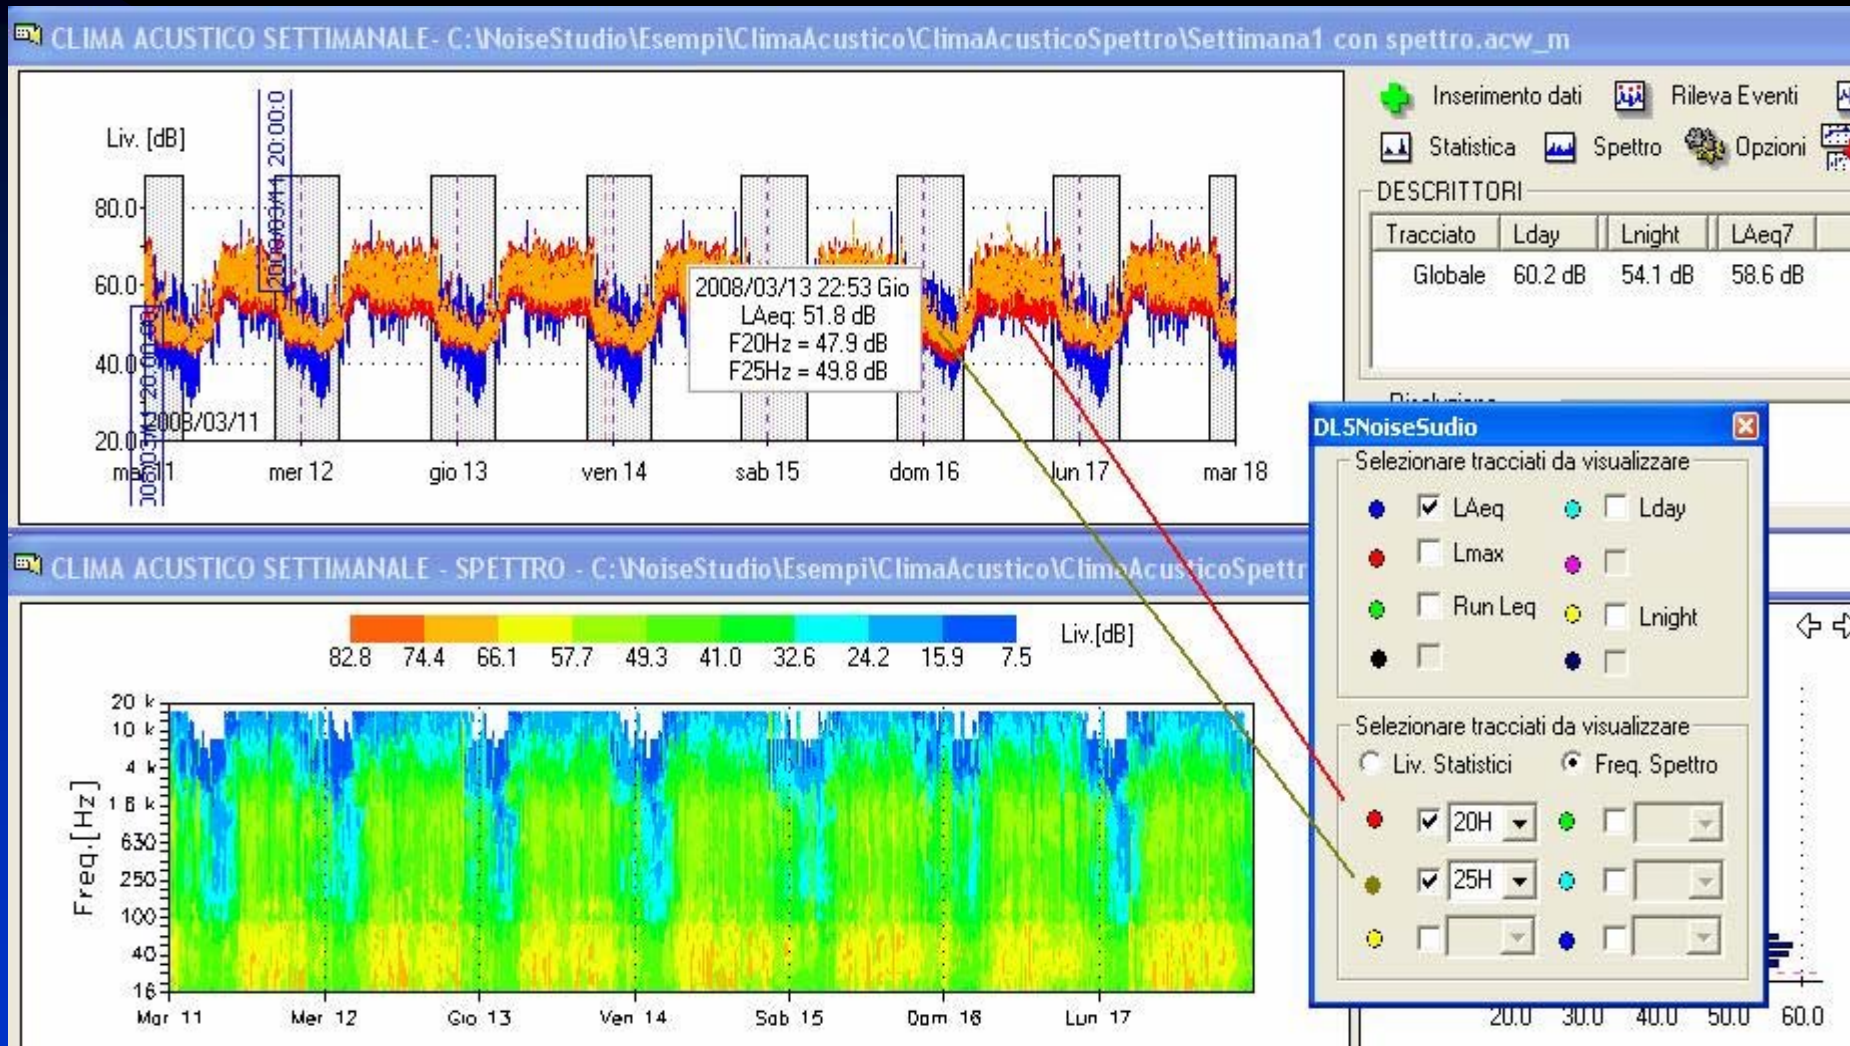 CLIMA ACUSTICO SETTIMANALE- C:\NoiseStudio\Esempi\ClimaAcustico\ClimaAcusticoSpettro\Settimana1 con spettro.acw_m
Liv. [dB]
80.0
60.0
40.0
20.0
2008/03/11
mer 12
gio 13
ven 14
sab 15
dom 16
lun 17
mar 18
2008/03/13 22:53 Gio
LAeq: 51.8 dB
F20Hz = 47.9 dB
F25Hz = 49.8 dB
Inserimento dati
Rileva Eventi
Statistica
Spettro
Opzioni
DESCRITTORI
Tracciato Lday Lnight LAeq7
Globale 60.2 dB 54.1 dB 58.6 dB
DL5NoiseSudio
Selezionare tracciati da visualizzare
LAeq Lday
Lmax
Run Leq Lnight
Selezionare tracciati da visualizzare
Liv. Statistici Freq. Spettro
20H
25H
CLIMA ACUSTICO SETTIMANALE - SPETTRO - C:\NoiseStudio\Esempi\ClimaAcustico\ClimaAcusticoSpettr
82.8 74.4 66.1 57.7 49.3 41.0 32.6 24.2 15.9 7.5
Liv.[dB]
Freq.[Hz]
20 k
10 k
4 k
1 6 k
630
250
100
40
16
Mar 11
Mer 12
Gio 13
Ven 14
Sab 15
Dom 16
Lun 17
20.0 30.0 40.0 50.0 60.0